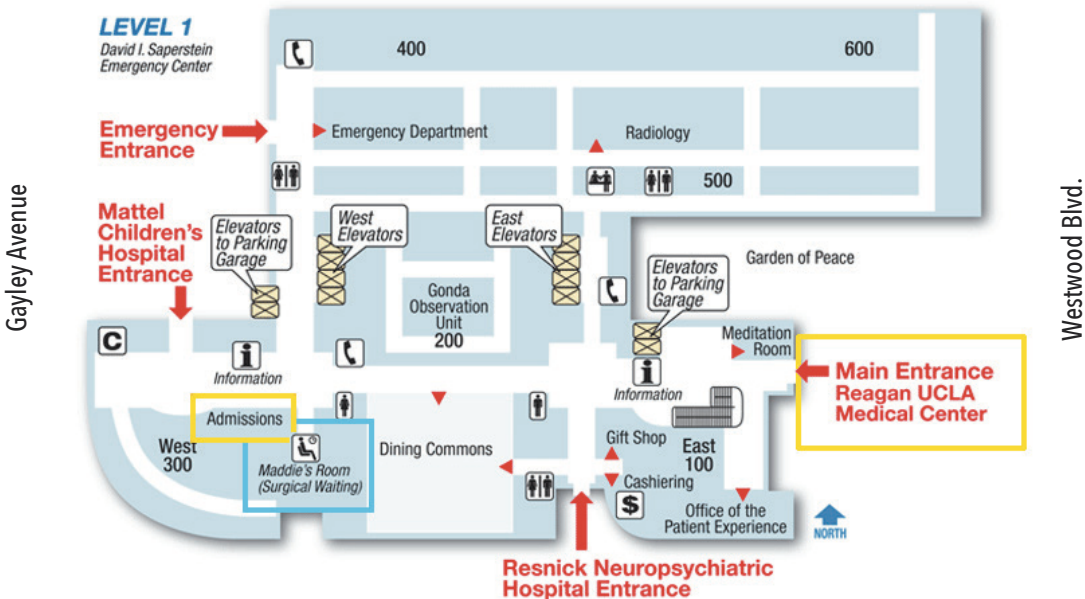 LEVEL 1
David I. Saperstein
Emergency Center
400
600
Emergency
Entrance
Emergency Department
Radiology
500
Gayley Avenue
Westwood Blvd.
Mattel
Children's
Hospital
Entrance
Elevators
to Parking
Garage
West
Elevators
East
Elevators
Garden of Peace
Elevators
to Parking
Garage
Gonda
Observation
Unit
200
C
i
Information
Meditation
Room
i
Information
Main Entrance
Reagan UCLA
Medical Center
Admissions
West
300
Maddie's Room
(Surgical Waiting)
Dining Commons
Gift Shop
East
100
Cashiering
$
Office of the
Patient Experience
NORTH
Resnick Neuropsychiatric
Hospital Entrance